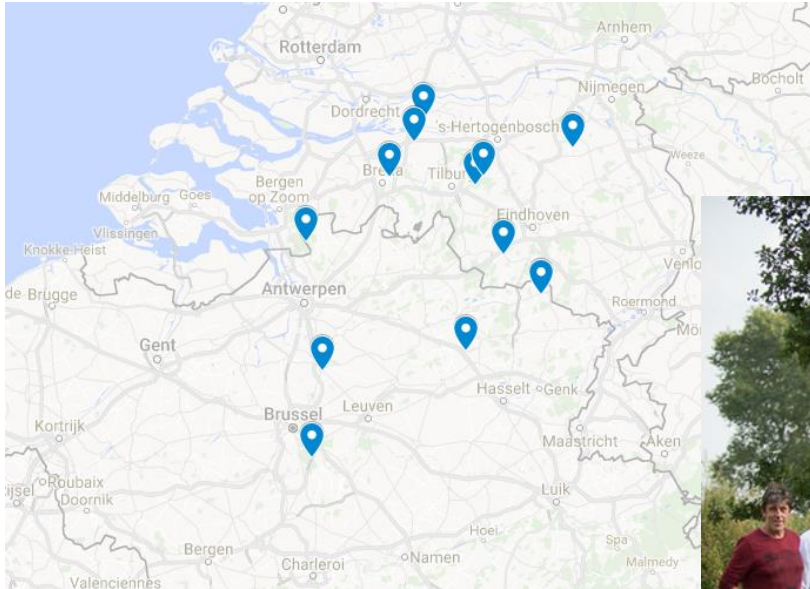 Arnhem
Rotterdam
Bocholt
Nijmegen
Dordrecht
's-Hertogenbosch
Weeze
Breda
Tilburg
Bergen op Zoom
Middelburg
Goes
Eindhoven
Vlissingen
Knokke Heist
Venlo
Antwerpen
de Brugge
Roermond
Gent
Hasselt
Genk
Brussel
Leuven
Kortrijk
Maastricht
Aken
Roubaix
Doornik
Luik
Hoei
Spa
Bergen
Namen
Charleroi
Malmedy
Valenciennes